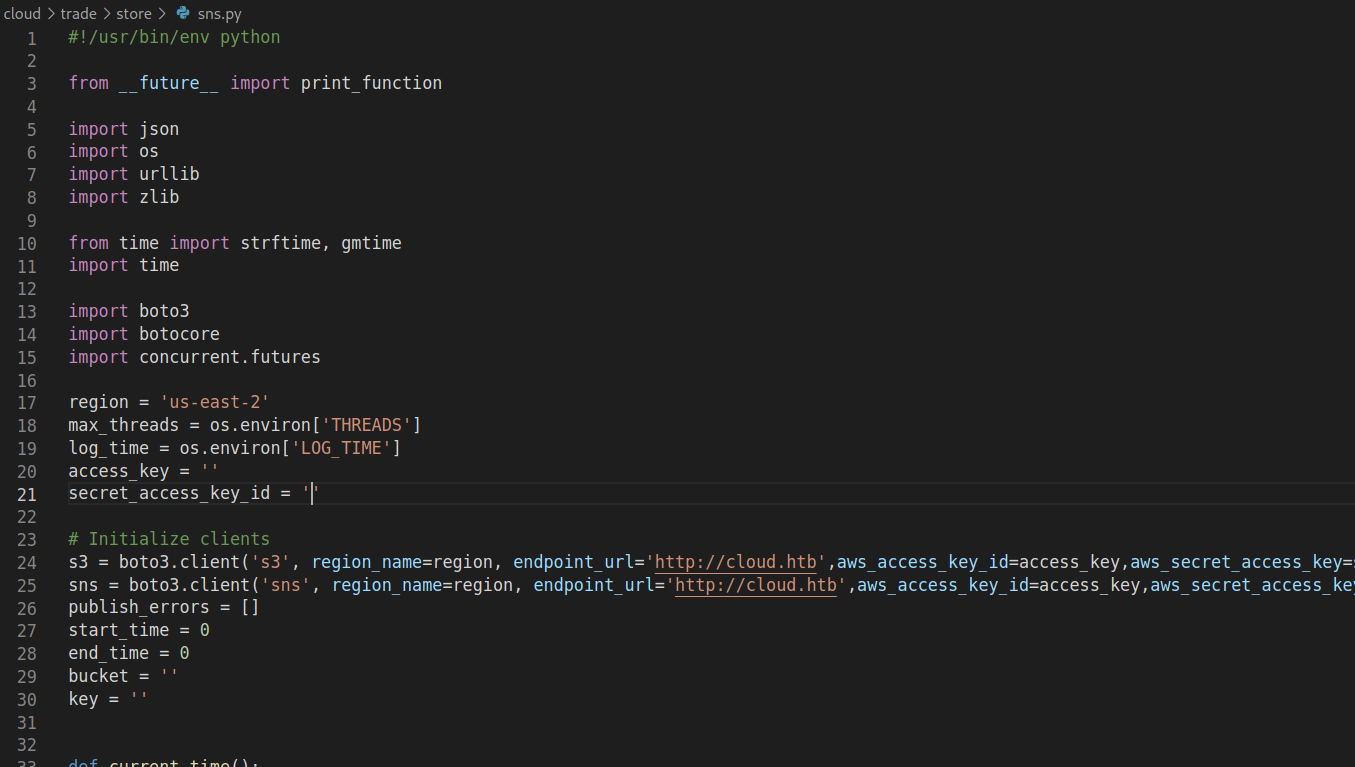 cloud > trade > store > sns.py
1 #!/usr/bin/env python
2
3 from __future__ import print_function
4
5 import json
6 import os
7 import urllib
8 import zlib
9
10 from time import strftime, gmtime
11 import time
12
13 import boto3
14 import botocore
15 import concurrent.futures
16
17 region = 'us-east-2'
18 max_threads = os.environ['THREADS']
19 log_time = os.environ['LOG_TIME']
20 access_key = ''
21 secret_access_key_id = ''
22
23 # Initialize clients
24 s3 = boto3.client('s3', region_name=region, endpoint_url='http://cloud.htb',aws_access_key_id=access_key,aws_secret_access_key=s
25 sns = boto3.client('sns', region_name=region, endpoint_url='http://cloud.htb',aws_access_key_id=access_key,aws_secret_access_key
26 publish_errors = []
27 start_time = 0
28 end_time = 0
29 bucket = ''
30 key = ''
31
32
33 def current_time():